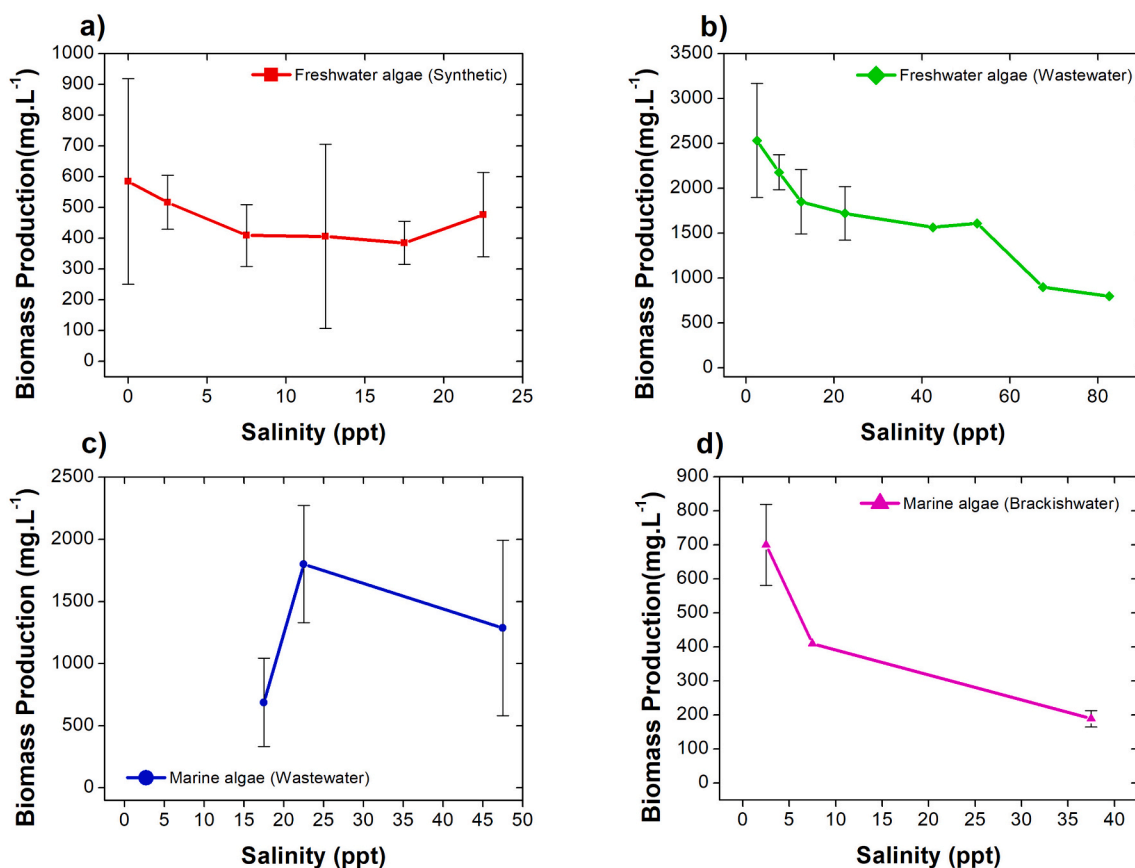 a)
Biomass Production(mg.L⁻¹)
1000
900
800
700
600
500
400
300
200
100
0
Freshwater algae (Synthetic)
0 5 10 15 20 25
Salinity (ppt)
b)
Biomass Production(mg.L⁻¹)
3500
3000
2500
2000
1500
1000
500
0
Freshwater algae (Wastewater)
0 20 40 60 80
Salinity (ppt)
c)
Biomass Production (mg.L⁻¹)
2500
2000
1500
1000
500
0
Marine algae (Wastewater)
0 5 10 15 20 25 30 35 40 45 50
Salinity (ppt)
d)
Biomass Production(mg.L⁻¹)
900
800
700
600
500
400
300
200
100
0
Marine algae (Brackishwater)
0 5 10 15 20 25 30 35 40
Salinity (ppt)